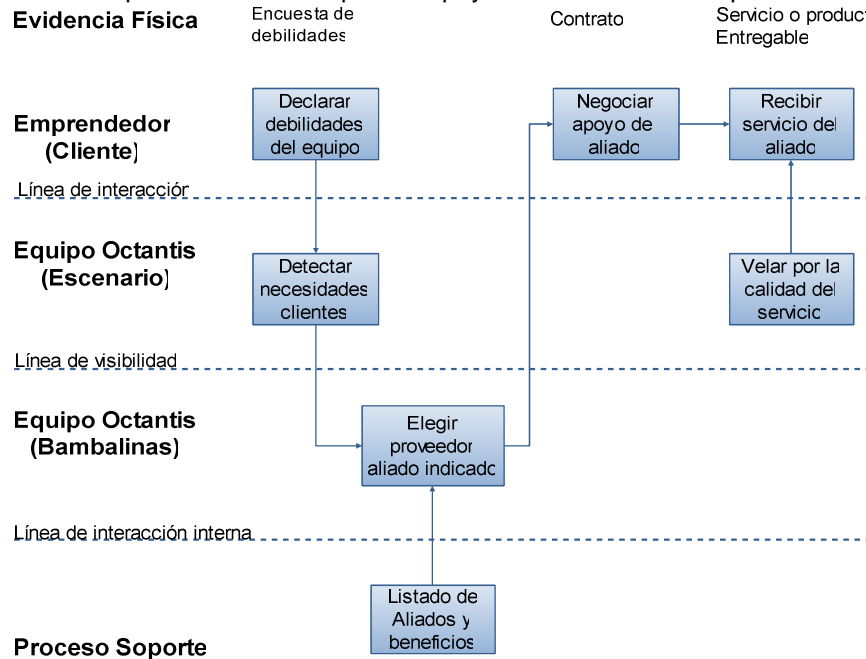 Evidencia Física
Encuesta de
debilidades
Contrato
Servicio o product
Entregable
Emprendedor
(Cliente)
Declarar
debilidades
del equipo
Negociar
apoyo de
aliado
Recibir
servicio del
aliado
Línea de interacción
Equipo Octantis
(Escenario)
Detectar
necesidades
clientes
Velar por la
calidad del
servicio
Línea de visibilidad
Equipo Octantis
(Bambalinas)
Elegir
proveedor
aliado indicado
Línea de interacción interna
Listado de
Aliados y
beneficios
Proceso Soporte